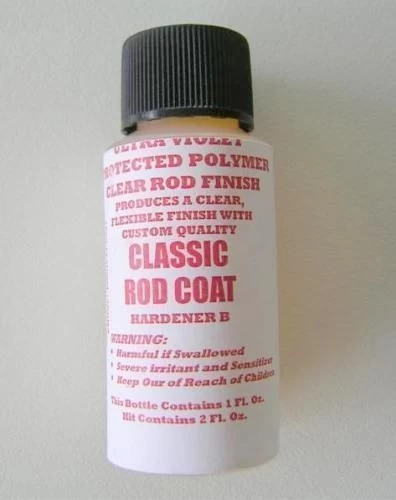 ULTRA VIOLET
PROTECTED POLYMER
CLEAR ROD FINISH
PRODUCES A CLEAR,
FLEXIBLE FINISH WITH
CUSTOM QUALITY
CLASSIC
ROD COAT
HARDENER B
WARNING:
• Harmful if Swallowed
• Severe irritant and Sensitizer
• Keep Our of Reach of Children
This Bottle Contains 1 Fl. Oz.
Kit Contains 2 Fl. Oz.